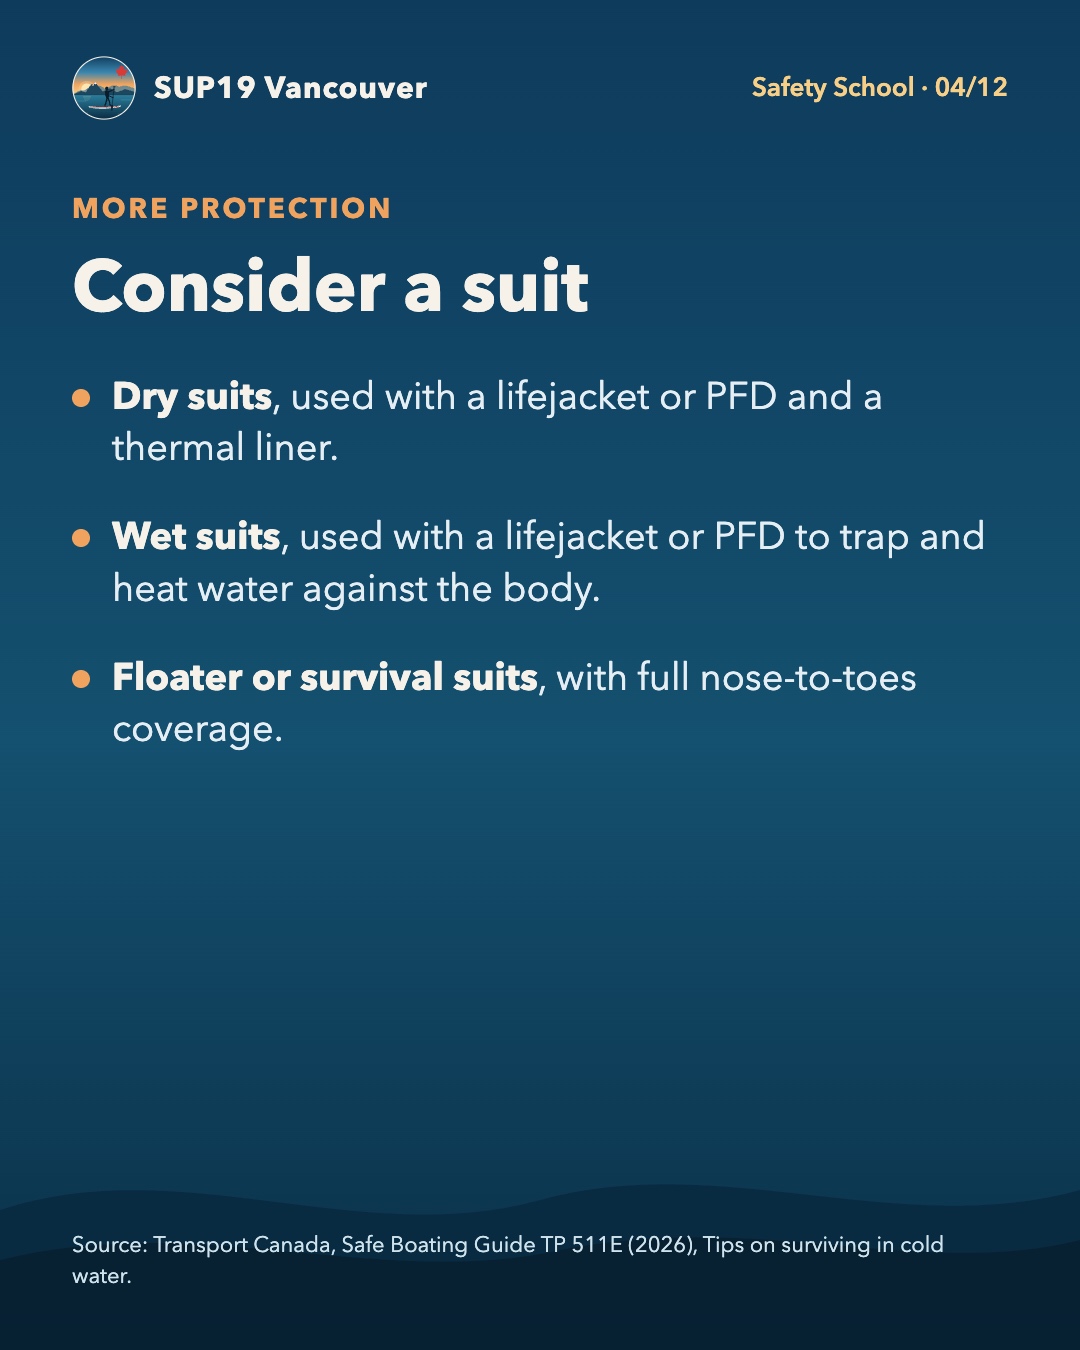 SUP19 Vancouver
Safety School · 04/12
MORE PROTECTION
Consider a suit
Dry suits, used with a lifejacket or PFD and a
thermal liner.
Wet suits, used with a lifejacket or PFD to trap and
heat water against the body.
Floater or survival suits, with full nose-to-toes
coverage.
Source: Transport Canada, Safe Boating Guide TP 511E (2026), Tips on surviving in cold
water.